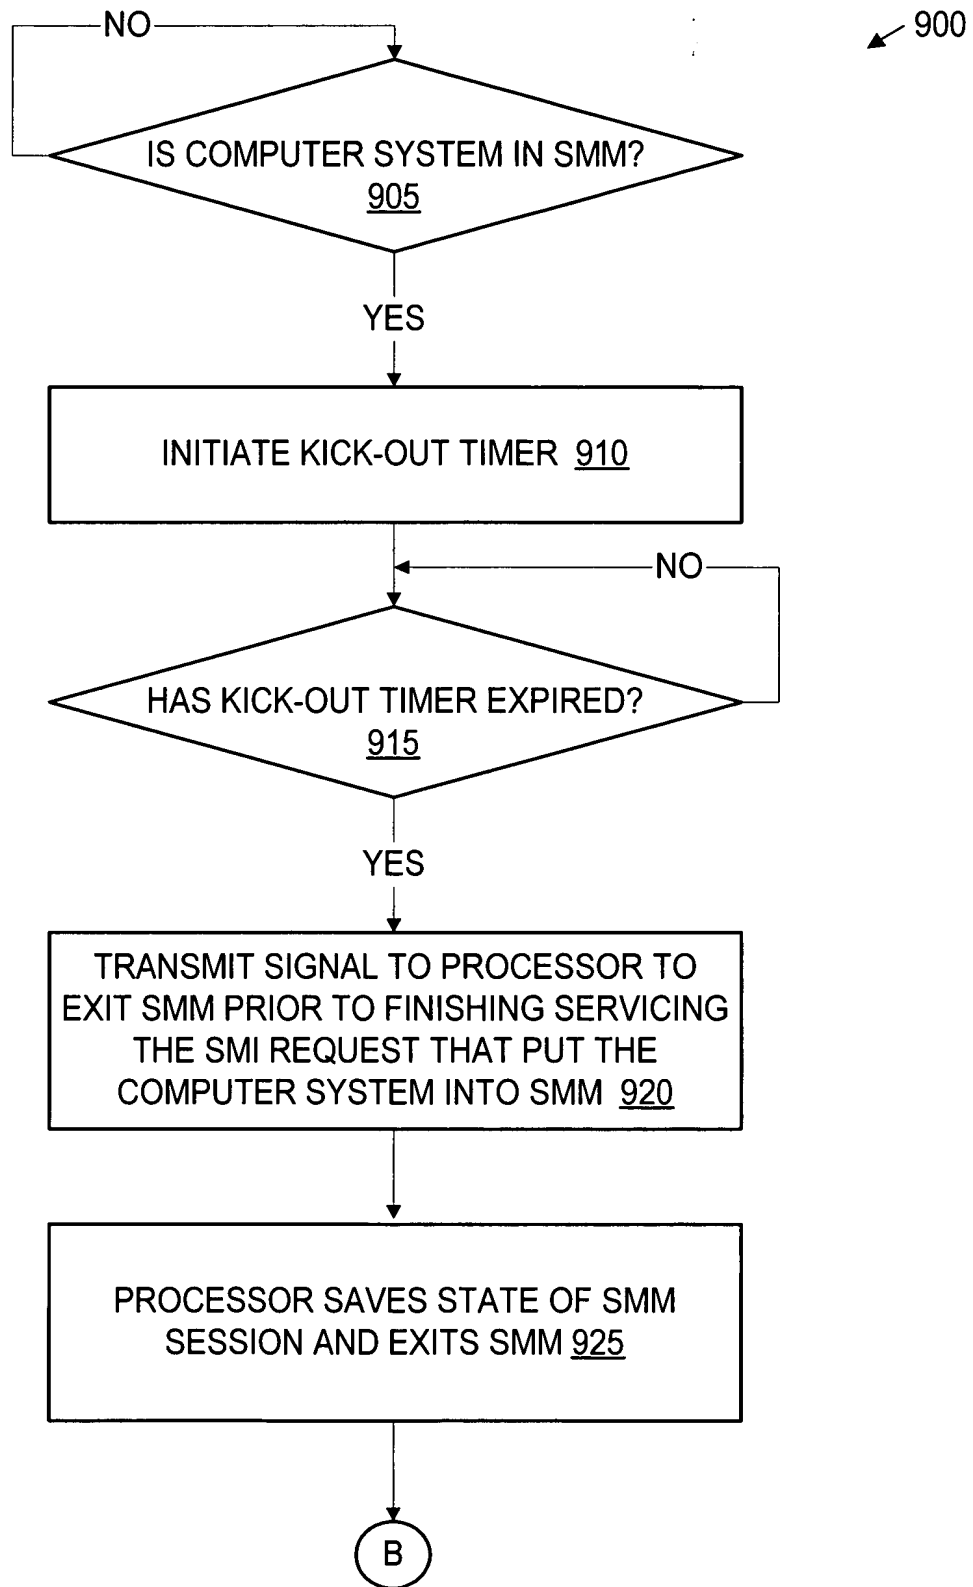 NO
900
IS COMPUTER SYSTEM IN SMM?
905
YES
INITIATE KICK-OUT TIMER 910
NO
HAS KICK-OUT TIMER EXPIRED?
915
YES
TRANSMIT SIGNAL TO PROCESSOR TO
EXIT SMM PRIOR TO FINISHING SERVICING
THE SMI REQUEST THAT PUT THE
COMPUTER SYSTEM INTO SMM 920
PROCESSOR SAVES STATE OF SMM
SESSION AND EXITS SMM 925
B